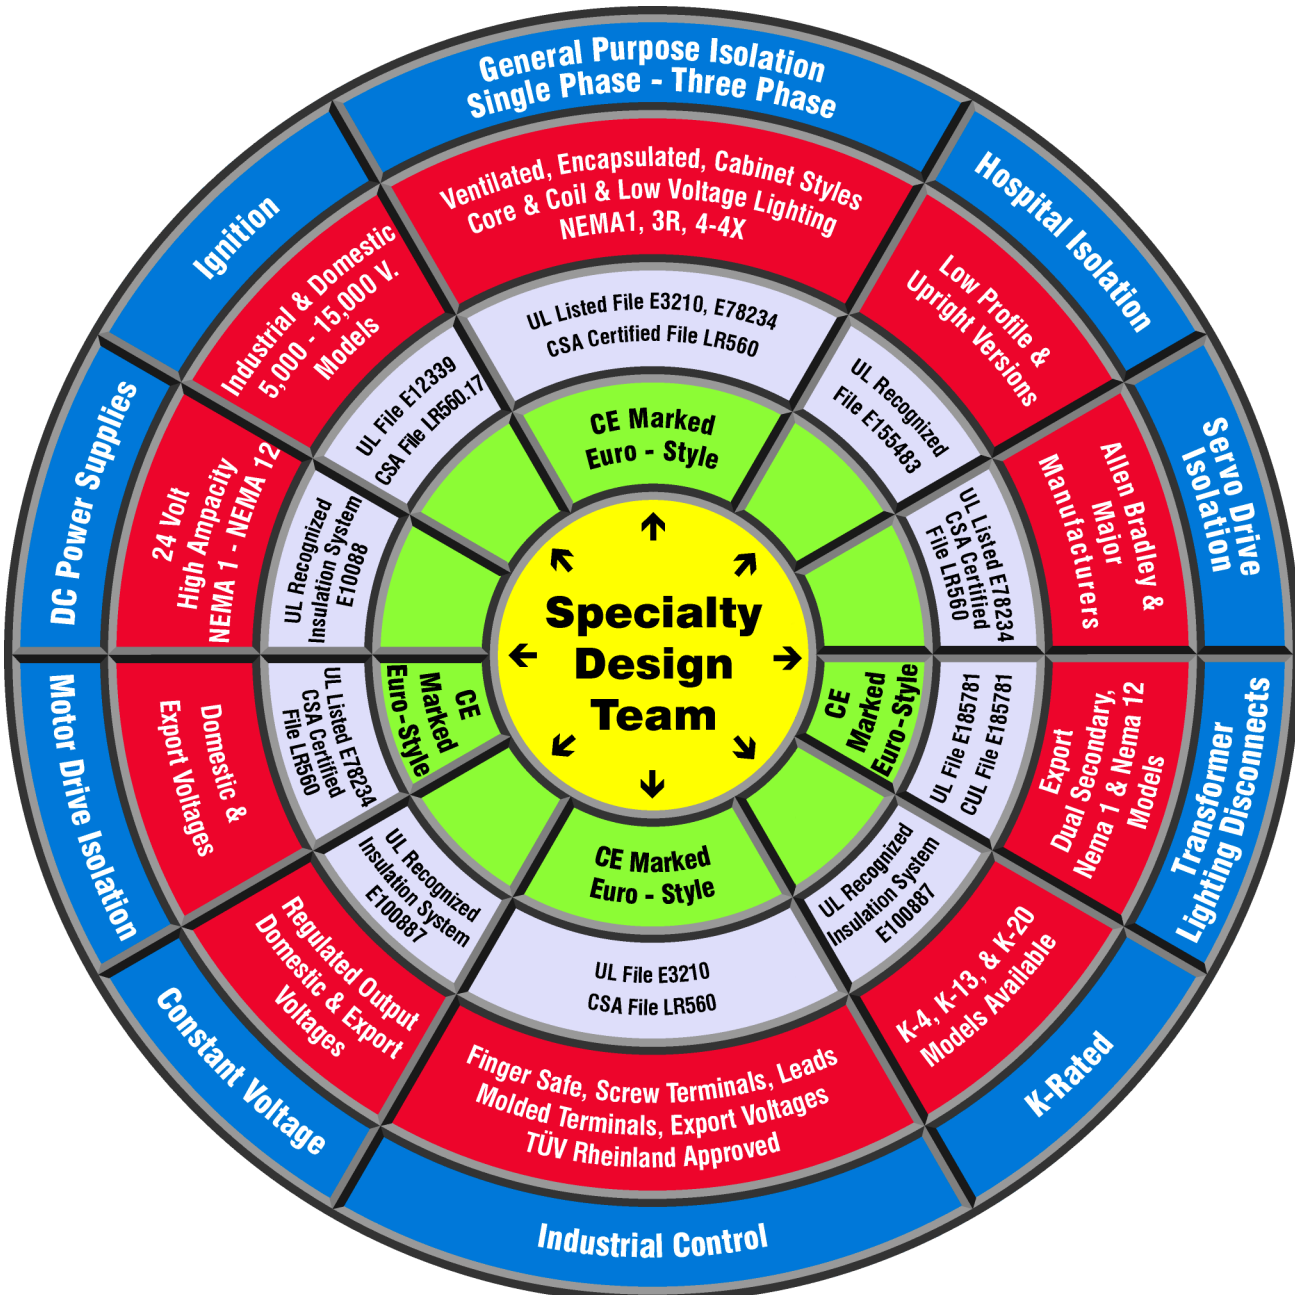 General Purpose Isolation
Single Phase - Three Phase
Ventilated, Encapsulated, Cabinet Styles
Core & Coil & Low Voltage Lighting
NEMA1, 3R, 4-4X
UL Listed File E3210, E78234
CSA Certified File LR560
CE Marked
Euro - Style
Hospital Isolation
Low Profile &
Upright Versions
UL Recognized
File E155483
Servo Drive
Isolation
Allen Bradley &
Major
Manufacturers
UL Listed E78234
CSA Certified
File LR560
Transformer
Lighting Disconnects
Export
Dual Secondary,
Nema 1 & Nema 12
Models
UL File E185781
CUL File E185781
CE
Marked
Euro-Style
K-Rated
K-4, K-13, & K-20
Models Available
UL Recognized
Insulation System
E100887
Industrial Control
Finger Safe, Screw Terminals, Leads
Molded Terminals, Export Voltages
TÜV Rheinland Approved
UL File E3210
CSA File LR560
CE Marked
Euro - Style
Constant Voltage
Regulated Output
Domestic & Export
Voltages
UL Recognized
Insulation System
E100887
Motor Drive Isolation
Domestic &
Export Voltages
UL Listed E78234
CSA Certified
File LR560
CE
Marked
Euro-Style
DC Power Supplies
24 Volt
High Ampacity
NEMA 1 - NEMA 12
UL Recognized
Insulation System
E10088
Ignition
Industrial & Domestic
5,000 - 15,000 V.
Models
UL File E12339
CSA File LR560.17
Specialty
Design
Team